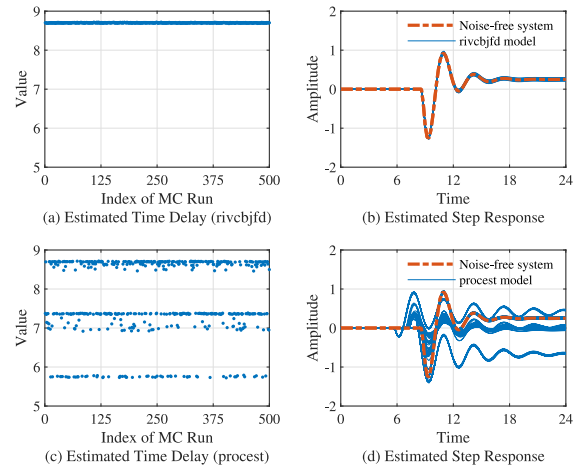 9
8
7
6
5
Value
0
125
250
375
500
Index of MC Run
(a) Estimated Time Delay (rivcbjfd)
2
1
0
-1
-2
Amplitude
Noise-free system
rivcbjfd model
0
6
12
18
24
Time
(b) Estimated Step Response
9
8
7
6
5
Value
0
125
250
375
500
Index of MC Run
(c) Estimated Time Delay (procest)
2
1
0
-1
-2
Amplitude
Noise-free system
procest model
0
6
12
18
24
Time
(d) Estimated Step Response